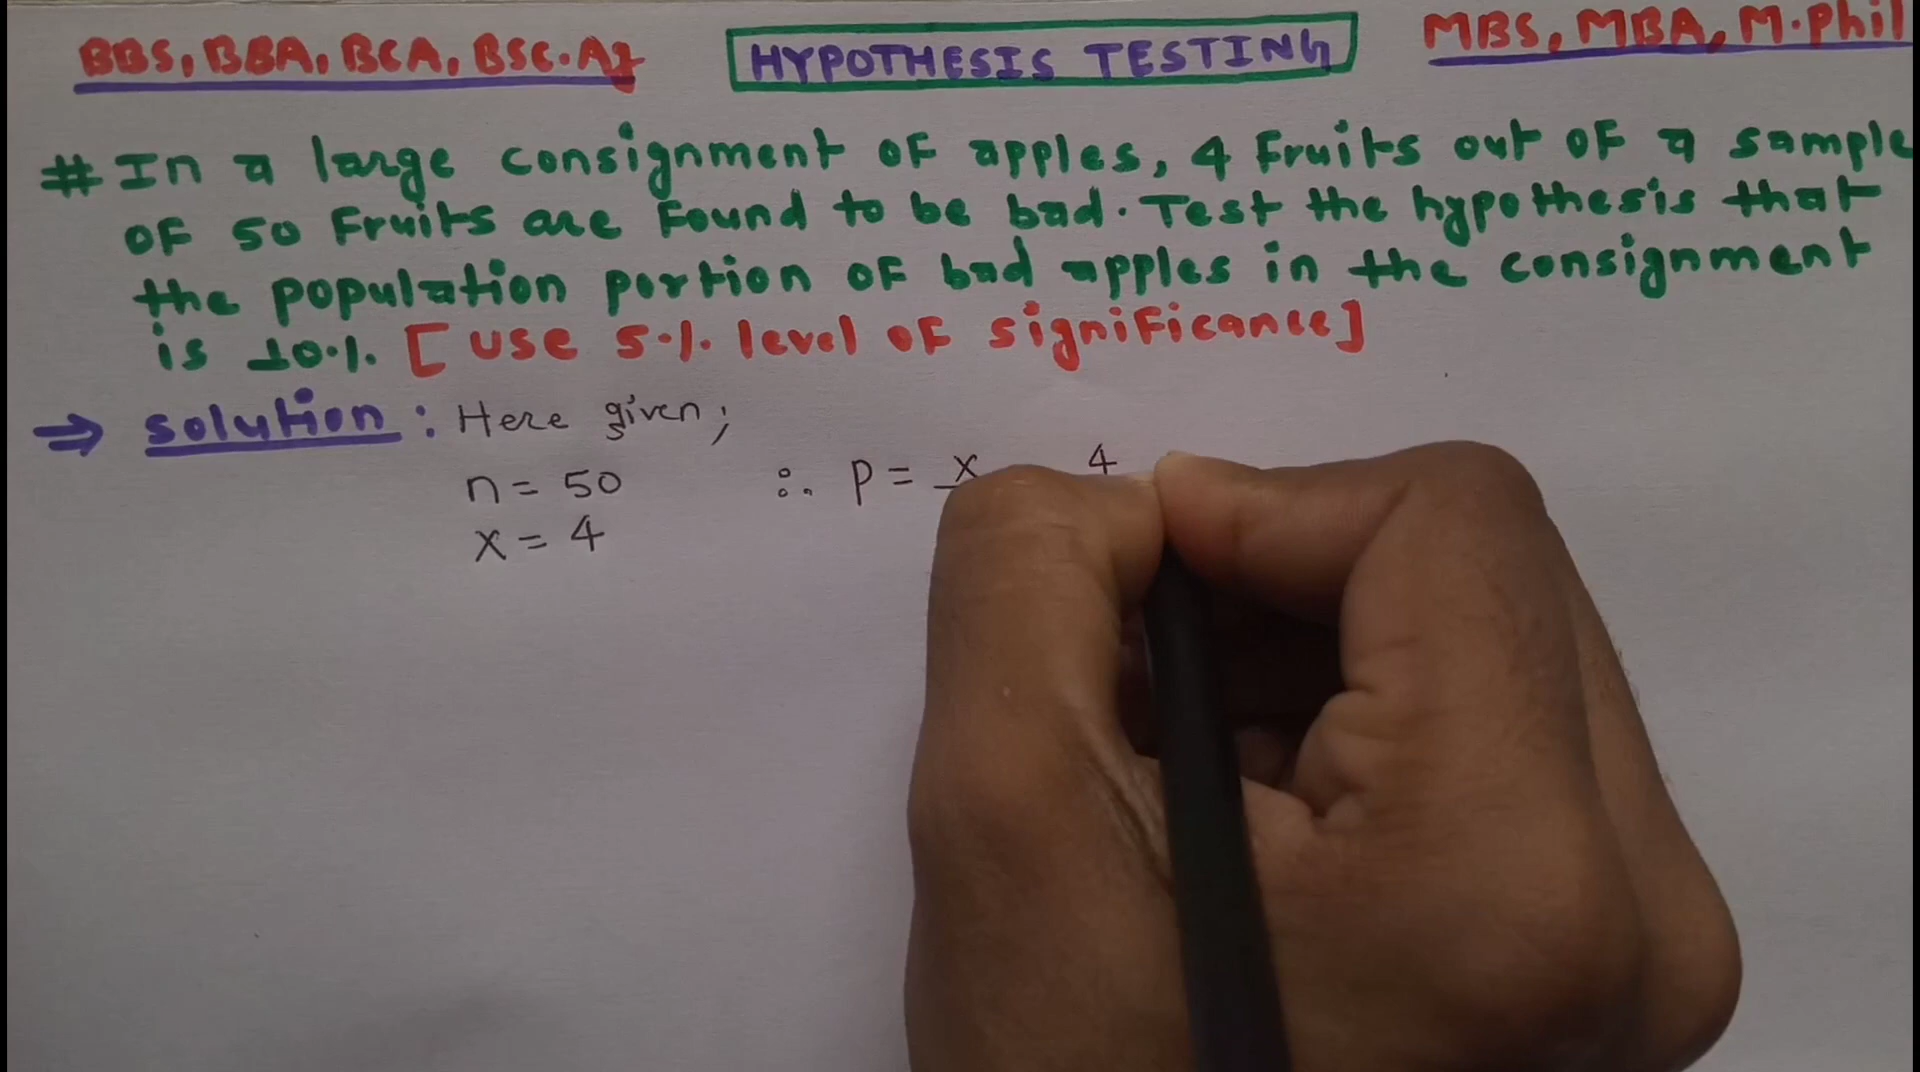 BBS, BBA, BCA, BSC.Ag
HYPOTHESIS TESTING
MBS, MBA, M.Phil
# In a large consignment of apples, 4 Fruits out of a sample
of 50 Fruits are Found to be bad. Test the hypothesis that
the population portion of bad apples in the consignment
is 10%. [Use 5% level of significance]
⇒ Solution: Here given;
n = 50 ∴ p = x 4
x = 4